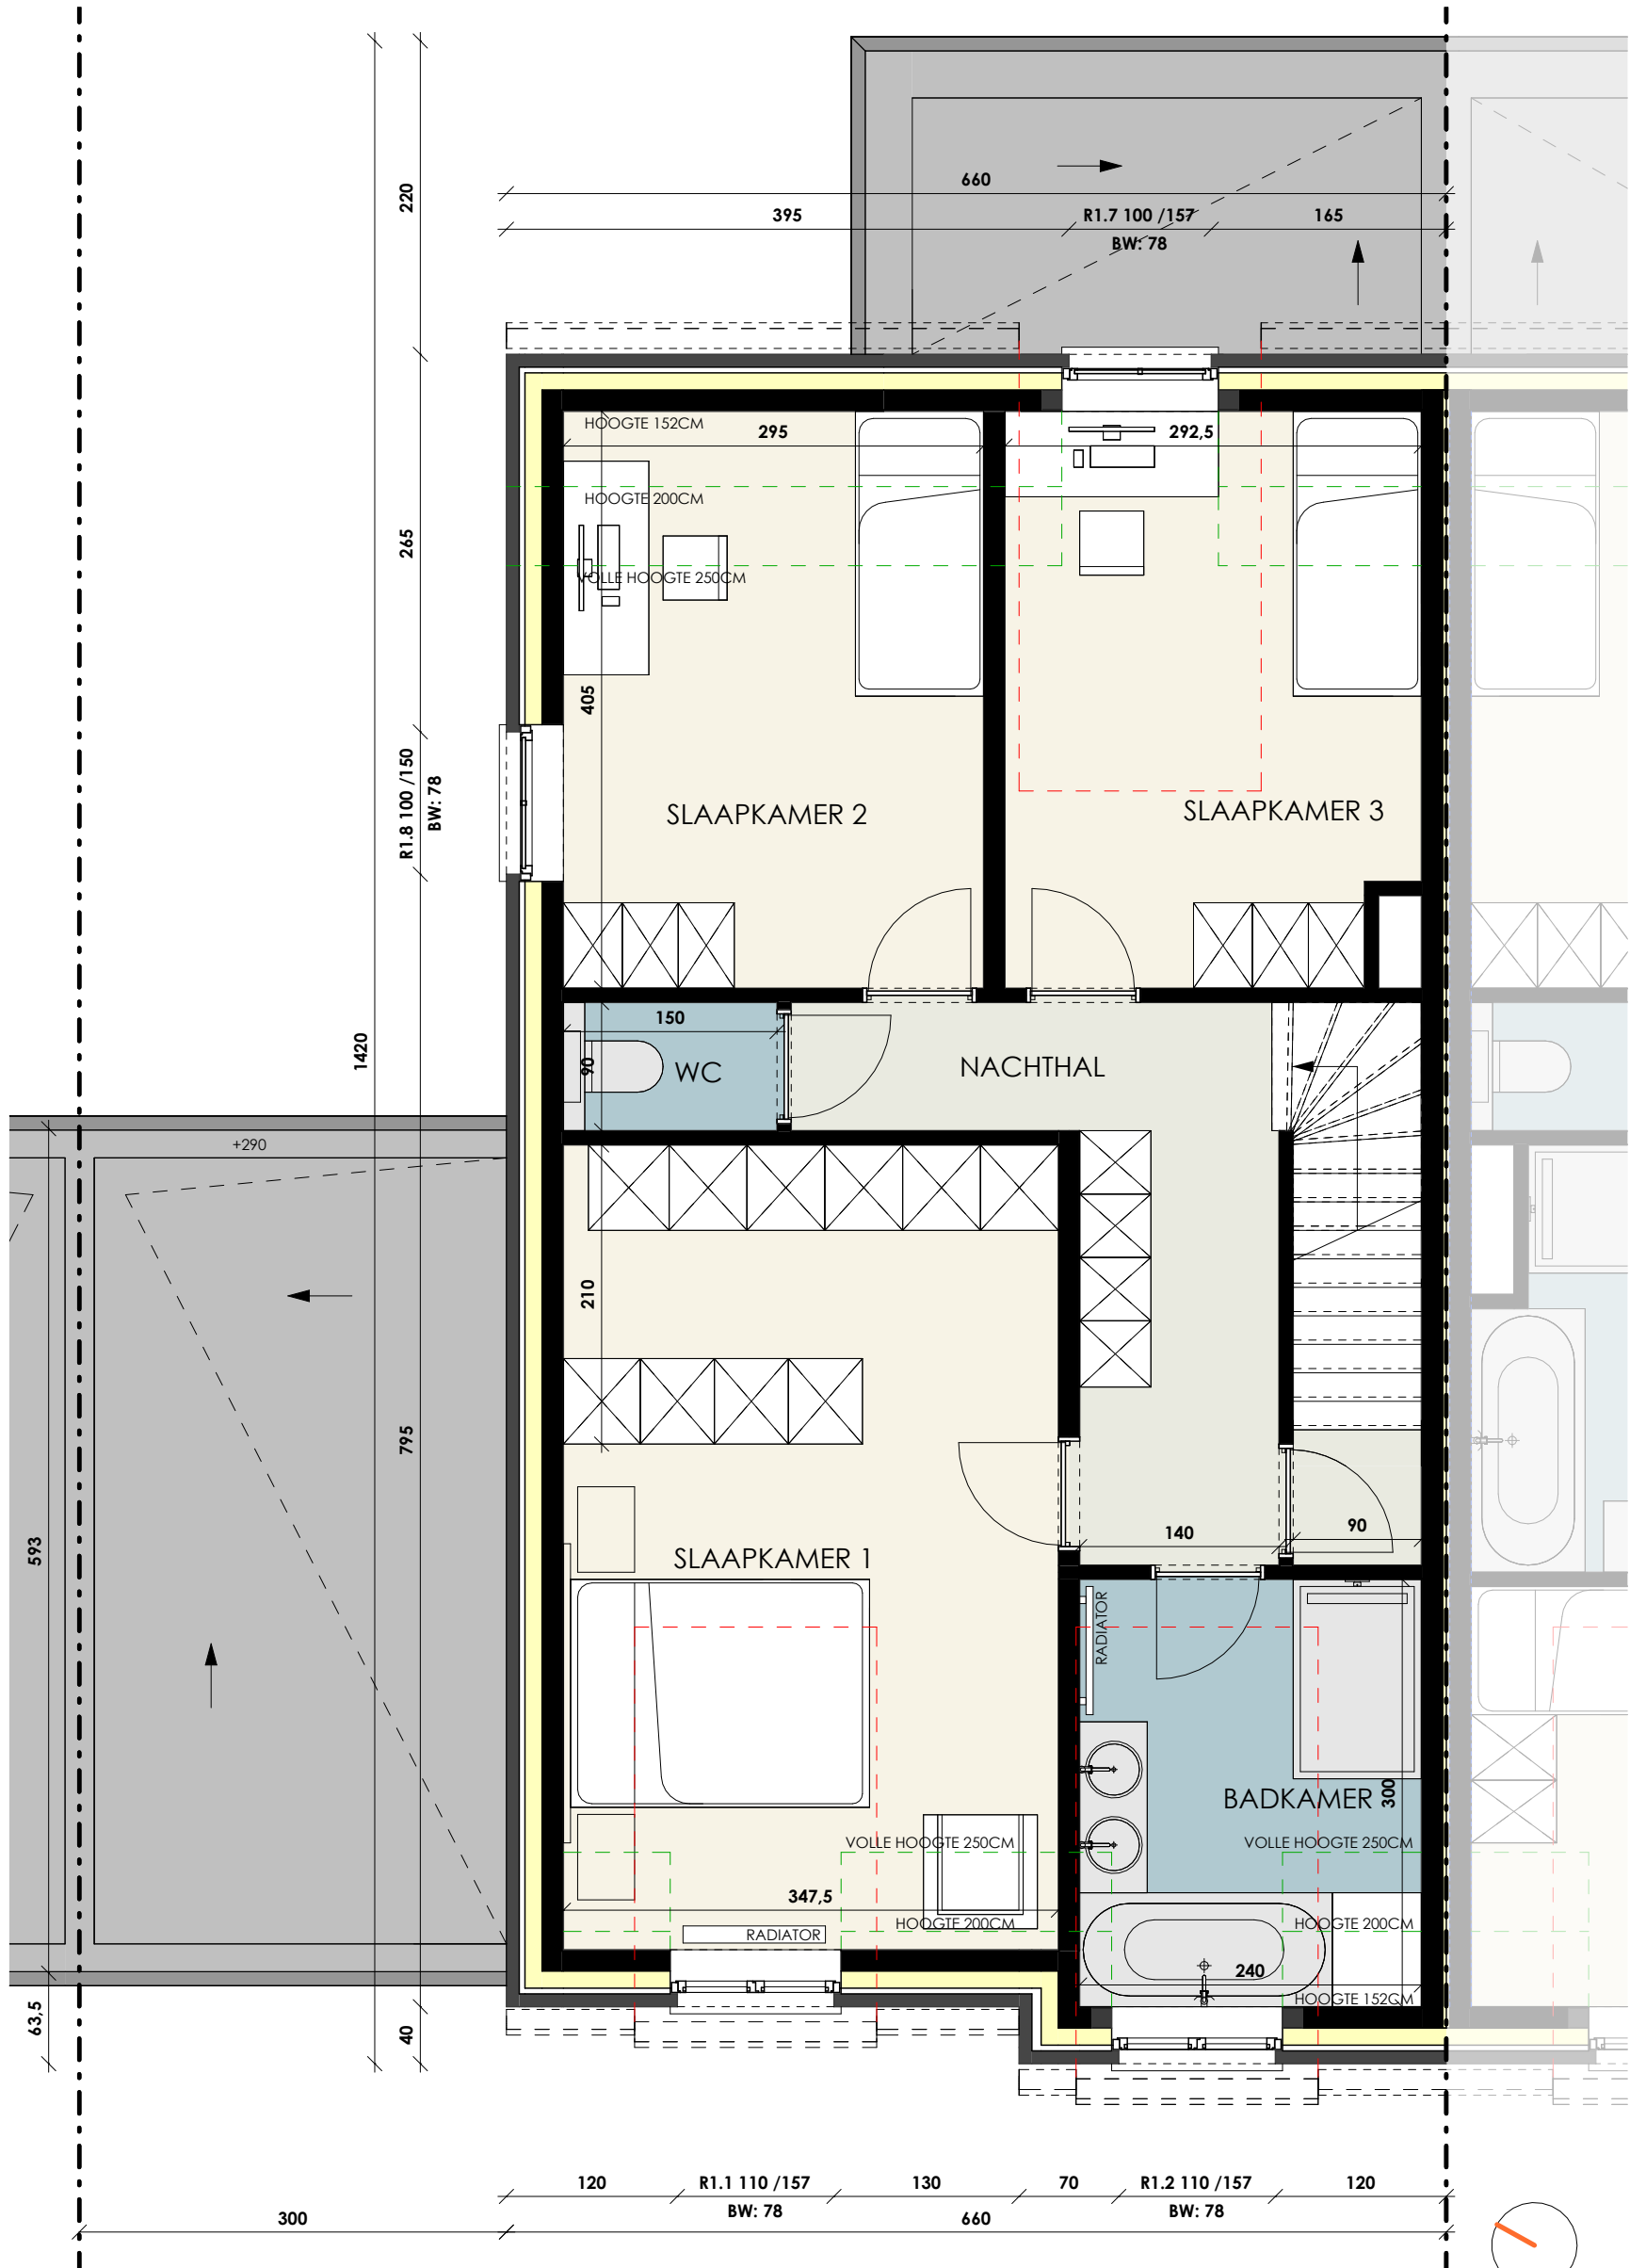 220
660
395
R1.7 100 /157
165
BW: 78
HOOGTE 152CM
295
292,5
HOOGTE 200CM
265
VOLLE HOOGTE 250CM
405
R1.8 100 /150
BW: 78
SLAAPKAMER 2
SLAAPKAMER 3
150
1420
90
WC
NACHTHAL
+290
210
795
593
140
90
SLAAPKAMER 1
RADIATOR
BADKAMER
300
VOLLE HOOGTE 250CM
VOLLE HOOGTE 250CM
347,5
HOOGTE 200CM
HOOGTE 200CM
RADIATOR
240
HOOGTE 152CM
63,5
40
120
R1.1 110 /157
130
70
R1.2 110 /157
120
BW: 78
BW: 78
300
660